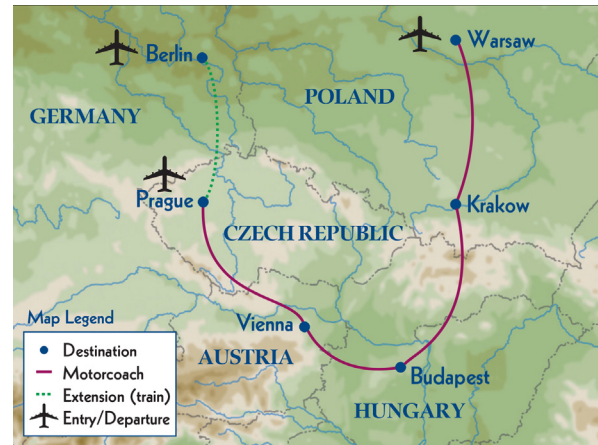 Berlin
Warsaw
GERMANY
POLAND
Prague
Krakow
CZECH REPUBLIC
Vienna
AUSTRIA
Budapest
HUNGARY
Map Legend
Destination
Motorcoach
Extension (train)
Entry/Departure